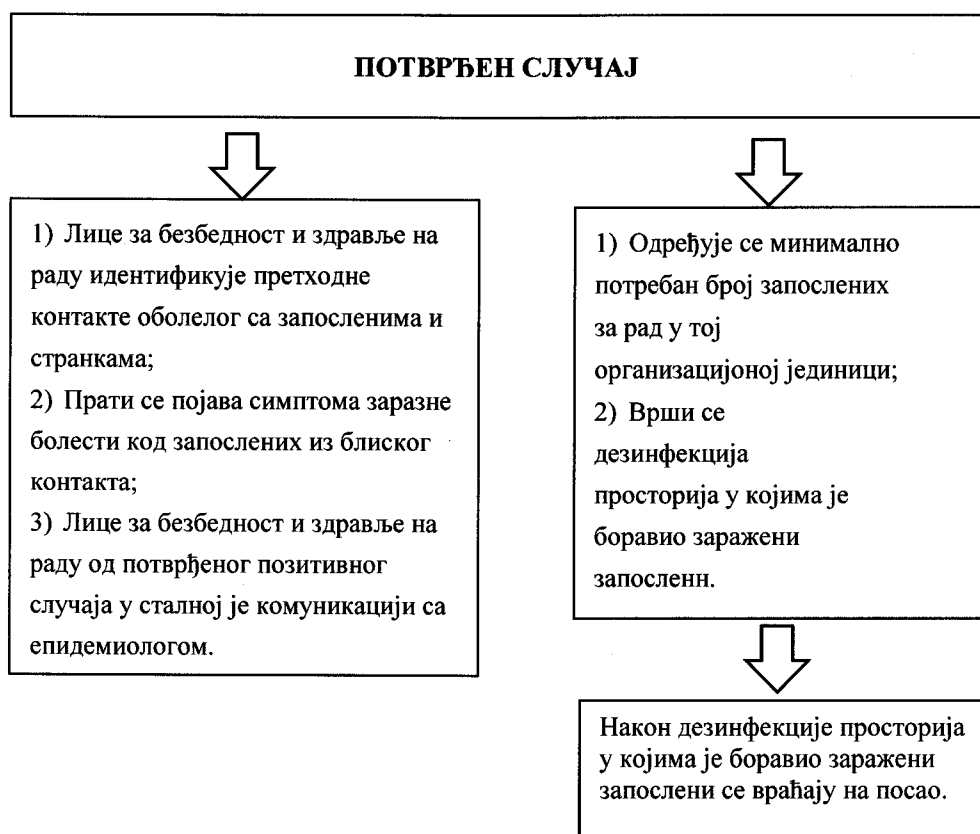 ПОТВРЂЕН СЛУЧАЈ
1) Лице за безбедност и здравље на
раду идентификује претходне
контакте оболелог са запосленима и
странкама;
2) Прати се појава симптома заразне
болести код запослених из блиског
контакта;
3) Лице за безбедност и здравље на
раду од потврђеног позитивног
случаја у сталној је комуникацији са
епидемиологом.
1) Одређује се минимално
потребан број запослених
за рад у тој
организацијоној јединици;
2) Врши се
дезинфекција
просторија у којима је
боравио заражени
запосленн.
Након дезинфекције просторија
у којима је боравио заражени
запослени се враћају на посао.